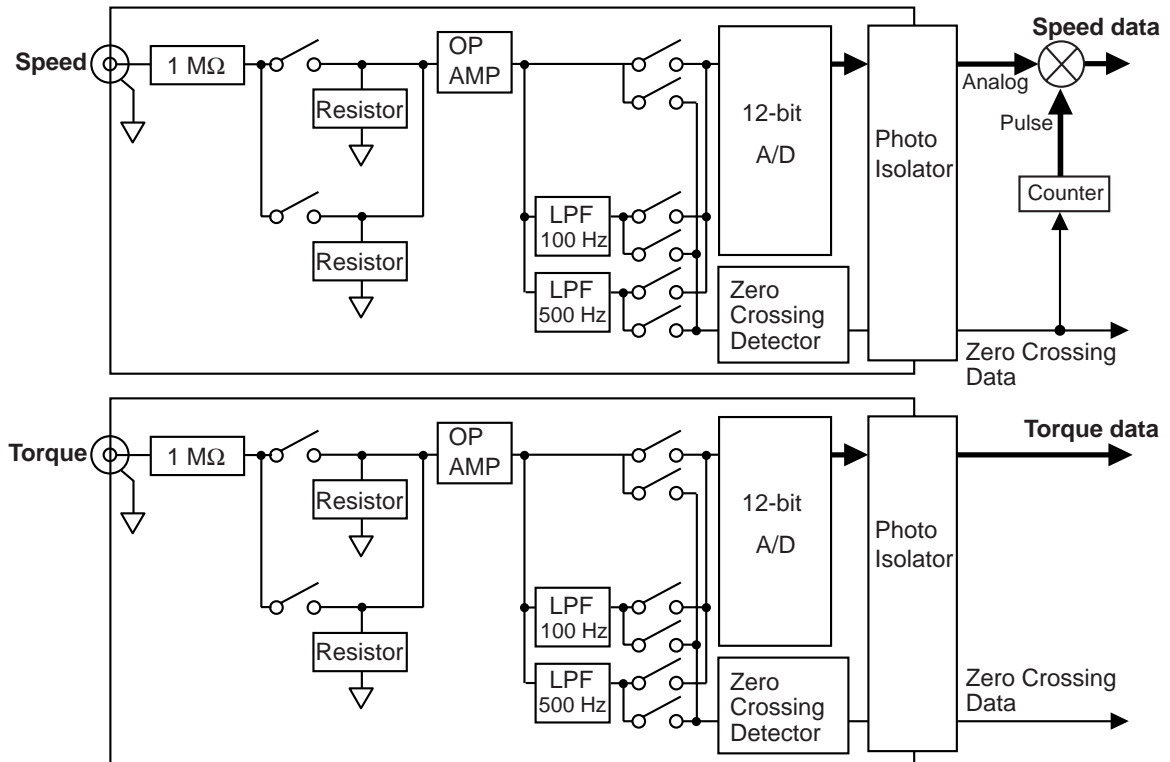 Speed
1 MΩ
Resistor
Resistor
OP
AMP
LPF
100 Hz
LPF
500 Hz
12-bit
A/D
Zero
Crossing
Detector
Photo
Isolator
Analog
Speed data
Pulse
Counter
Zero Crossing
Data
Torque
1 MΩ
Resistor
Resistor
OP
AMP
LPF
100 Hz
LPF
500 Hz
12-bit
A/D
Zero
Crossing
Detector
Photo
Isolator
Torque data
Zero Crossing
Data